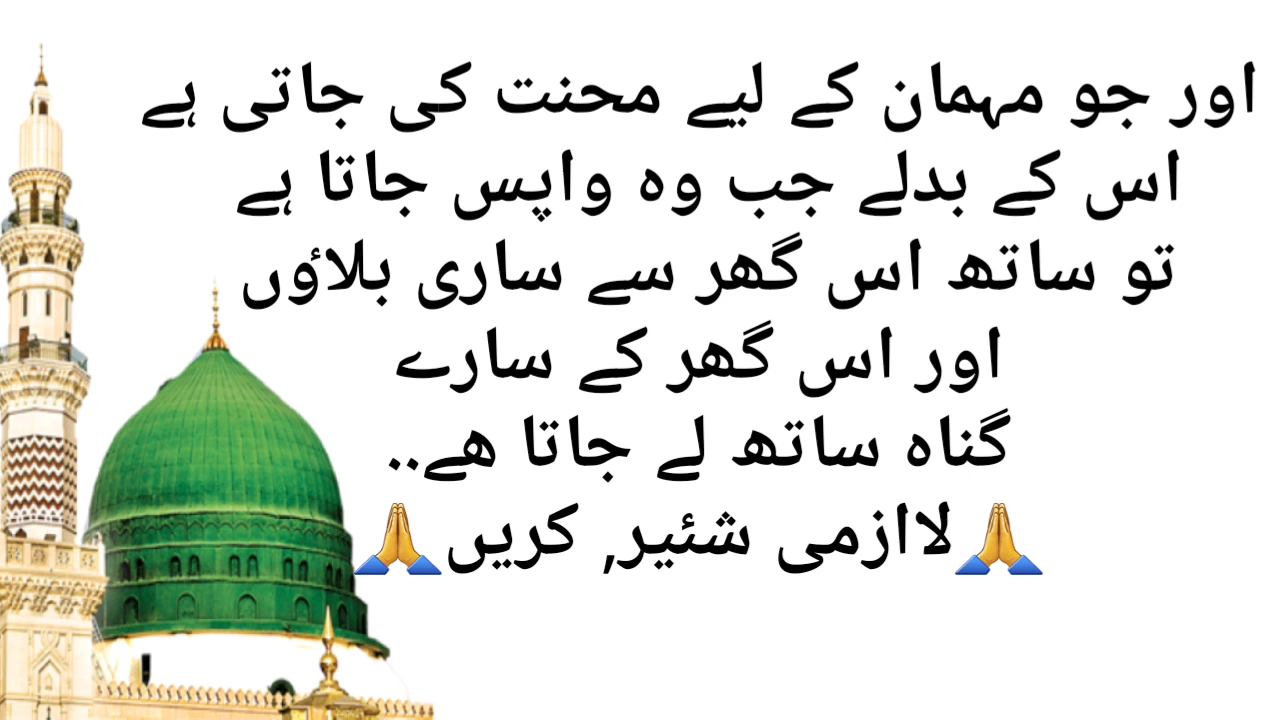 اور جو مہمان کے لیے محنت کی جاتی ہے
اس کے بدلے جب وہ واپس جاتا ہے
تو ساتھ اس گھر سے ساری بلاؤں
اور اس گھر کے سارے
گناہ ساتھ لے جاتا ھے..
🙏لاازمی شئیر, کریں🙏